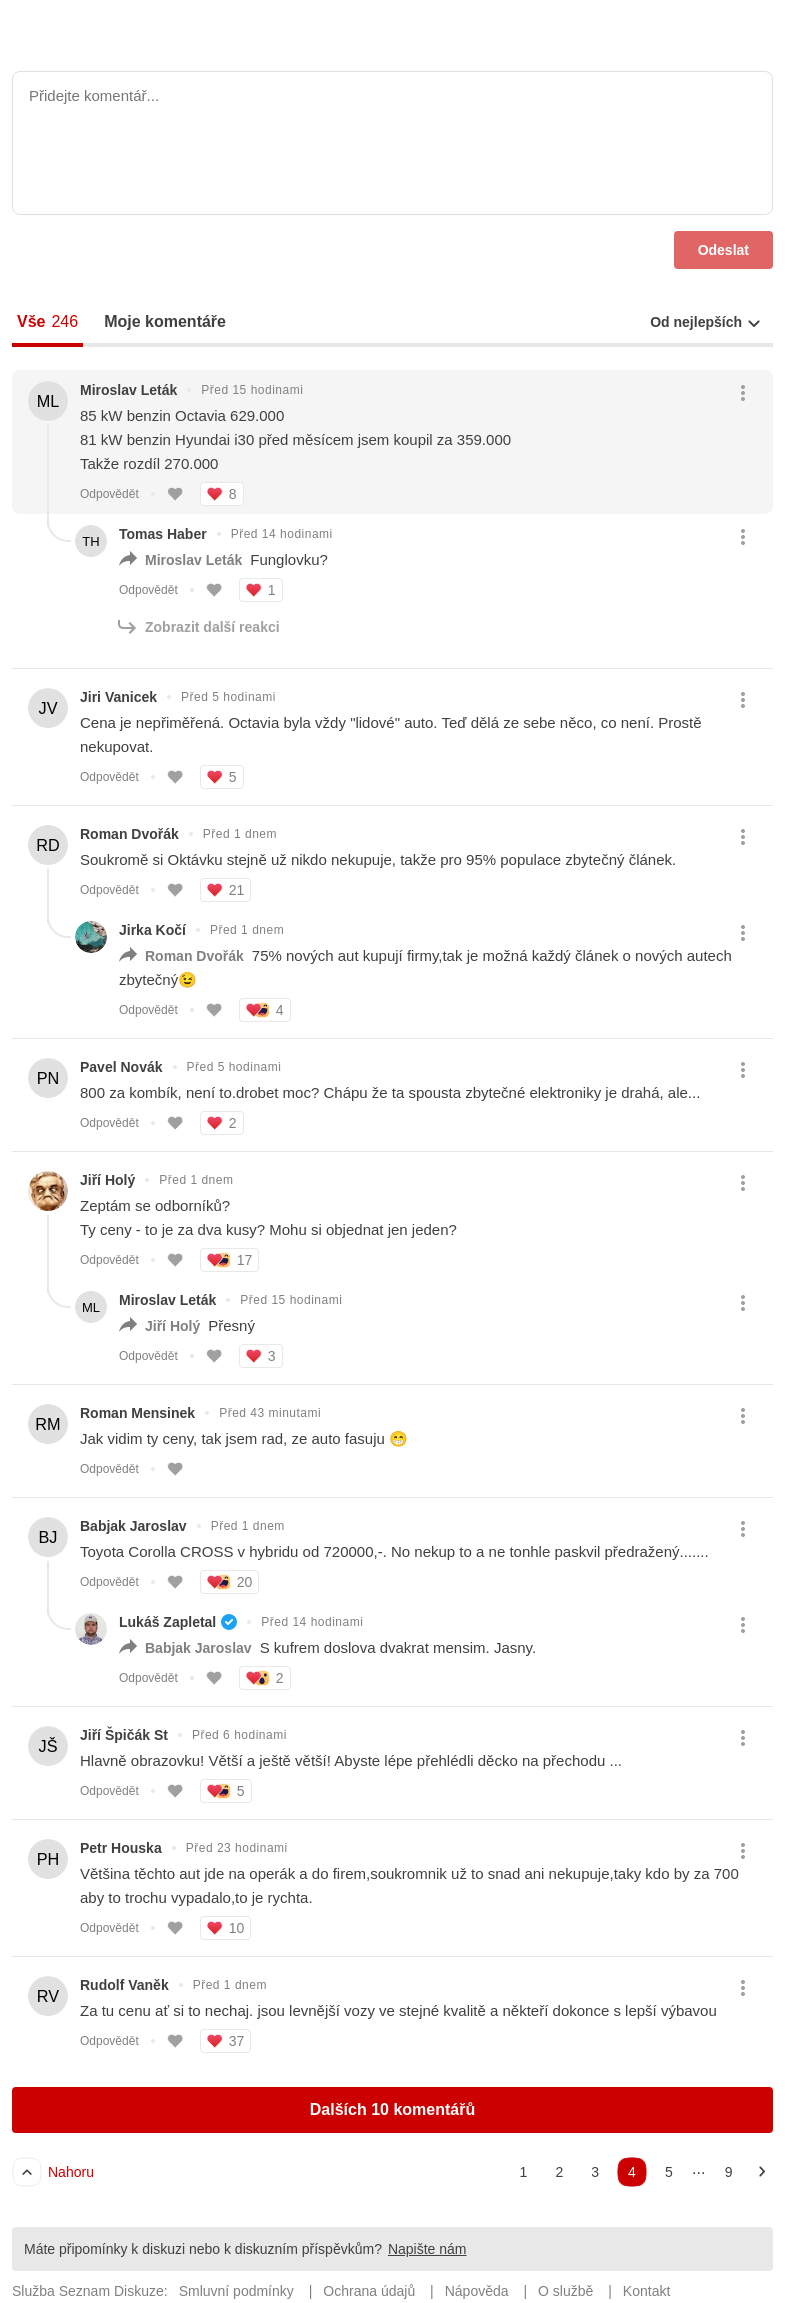 Přidejte komentář...
Odeslat
Vše 246 Moje komentáře Od nejlepších
ML Miroslav Leták Před 15 hodinami
85 kW benzin Octavia 629.000
81 kW benzin Hyundai i30 před měsícem jsem koupil za 359.000
Takže rozdíl 270.000
Odpovědět 8
TH Tomas Haber Před 14 hodinami
Miroslav Leták Funglovku?
Odpovědět 1
Zobrazit další reakci
JV Jiri Vanicek Před 5 hodinami
Cena je nepřiměřená. Octavia byla vždy "lidové" auto. Teď dělá ze sebe něco, co není. Prostě
nekupovat.
Odpovědět 5
RD Roman Dvořák Před 1 dnem
Soukromě si Oktávku stejně už nikdo nekupuje, takže pro 95% populace zbytečný článek.
Odpovědět 21
Jirka Kočí Před 1 dnem
Roman Dvořák 75% nových aut kupují firmy,tak je možná každý článek o nových autech
zbytečný😉
Odpovědět 4
PN Pavel Novák Před 5 hodinami
800 za kombík, není to.drobet moc? Chápu že ta spousta zbytečné elektroniky je drahá, ale...
Odpovědět 2
Jiří Holý Před 1 dnem
Zeptám se odborníků?
Ty ceny - to je za dva kusy? Mohu si objednat jen jeden?
Odpovědět 17
ML Miroslav Leták Před 15 hodinami
Jiří Holý Přesný
Odpovědět 3
RM Roman Mensinek Před 43 minutami
Jak vidim ty ceny, tak jsem rad, ze auto fasuju 😁
Odpovědět
BJ Babjak Jaroslav Před 1 dnem
Toyota Corolla CROSS v hybridu od 720000,-. No nekup to a ne tonhle paskvil předražený.......
Odpovědět 20
Lukáš Zapletal Před 14 hodinami
Babjak Jaroslav S kufrem doslova dvakrat mensim. Jasny.
Odpovědět 2
JŠ Jiří Špičák St Před 6 hodinami
Hlavně obrazovku! Větší a ještě větší! Abyste lépe přehlédli děcko na přechodu ...
Odpovědět 5
PH Petr Houska Před 23 hodinami
Většina těchto aut jde na operák a do firem,soukromnik už to snad ani nekupuje,taky kdo by za 700
aby to trochu vypadalo,to je rychta.
Odpovědět 10
RV Rudolf Vaněk Před 1 dnem
Za tu cenu ať si to nechaj. jsou levnější vozy ve stejné kvalitě a někteří dokonce s lepší výbavou
Odpovědět 37
Dalších 10 komentářů
Nahoru 1 2 3 4 5 ... 9
Máte připomínky k diskuzi nebo k diskuzním příspěvkům? Napište nám
Služba Seznam Diskuze: Smluvní podmínky | Ochrana údajů | Nápověda | O službě | Kontakt